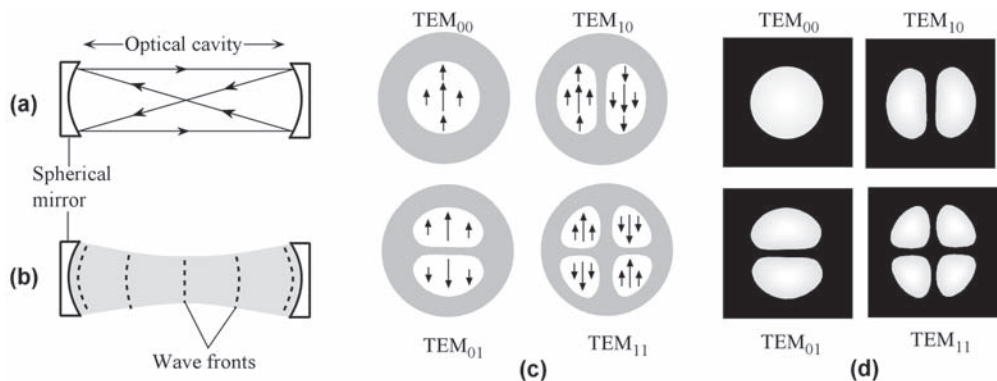 Optical cavity
(a)
Spherical
mirror
(b)
Wave fronts
TEM₀₀ TEM₁₀
TEM₀₁ TEM₁₁
(c)
TEM₀₀ TEM₁₀
TEM₀₁ TEM₁₁
(d)